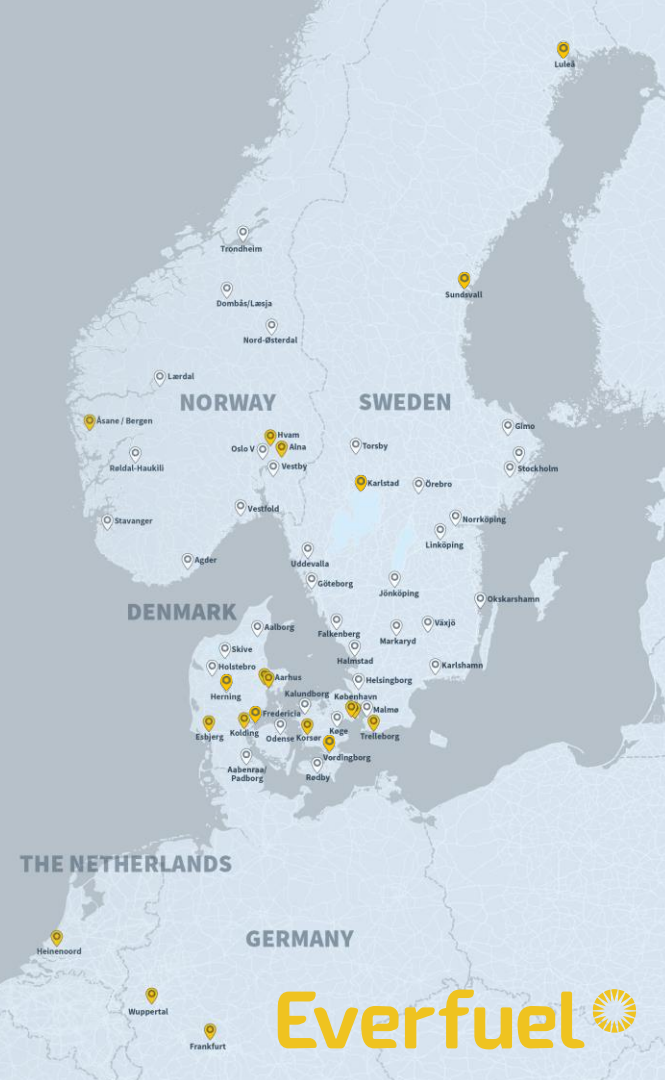 Luleå
Trondheim
Sundsvall
Dombås/Læsja
Nord-Østerdal
Lærdal
NORWAY
SWEDEN
Åsane / Bergen
Gimo
Hvam
Oslo V
Alna
Torsby
Røldal-Haukili
Vestby
Stockholm
Karlstad
Örebro
Vestfold
Stavanger
Norrköping
Linköping
Agder
Uddevalla
Göteborg
Jönköping
Okskarshamn
DENMARK
Aalborg
Falkenberg
Växjö
Markaryd
Skive
Halmstad
Holstebro
Karlshamn
Aarhus
Helsingborg
Herning
Kalundborg
København
Fredericia
Malmø
Esbjerg
Kolding
Odense
Korsør
Køge
Trelleborg
Vordingborg
Aabenraa/
Padborg
Rødby
THE NETHERLANDS
GERMANY
Heinenoord
Wuppertal
Frankfurt
Everfuel